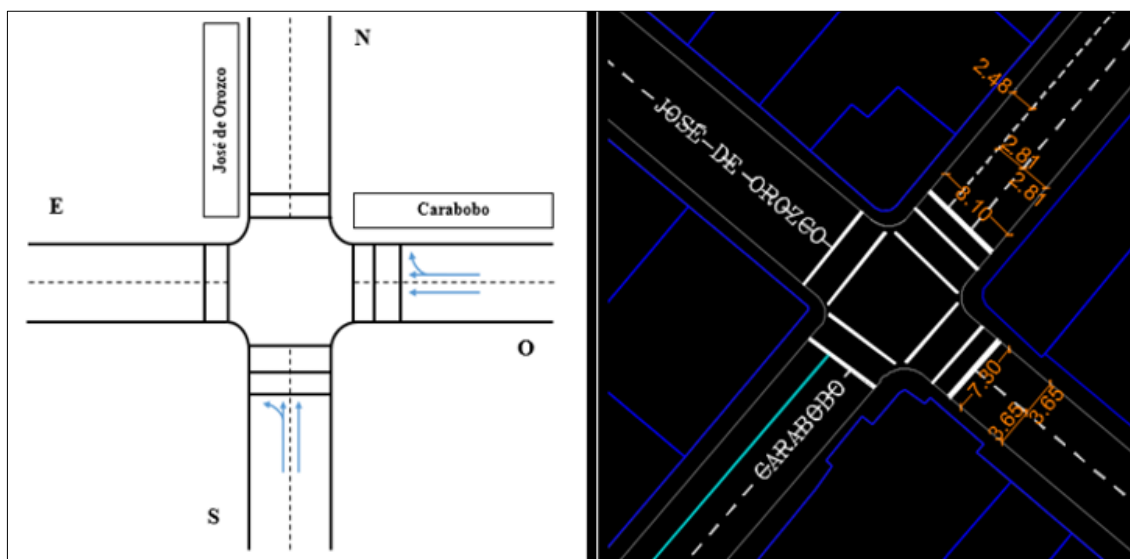 N
José de Orozco
E
Carabobo
O
S
2.48
JOSÉ DE OROZCO
2.81
2.81
8.10
7.30
3.65
3.65
CARABOBO